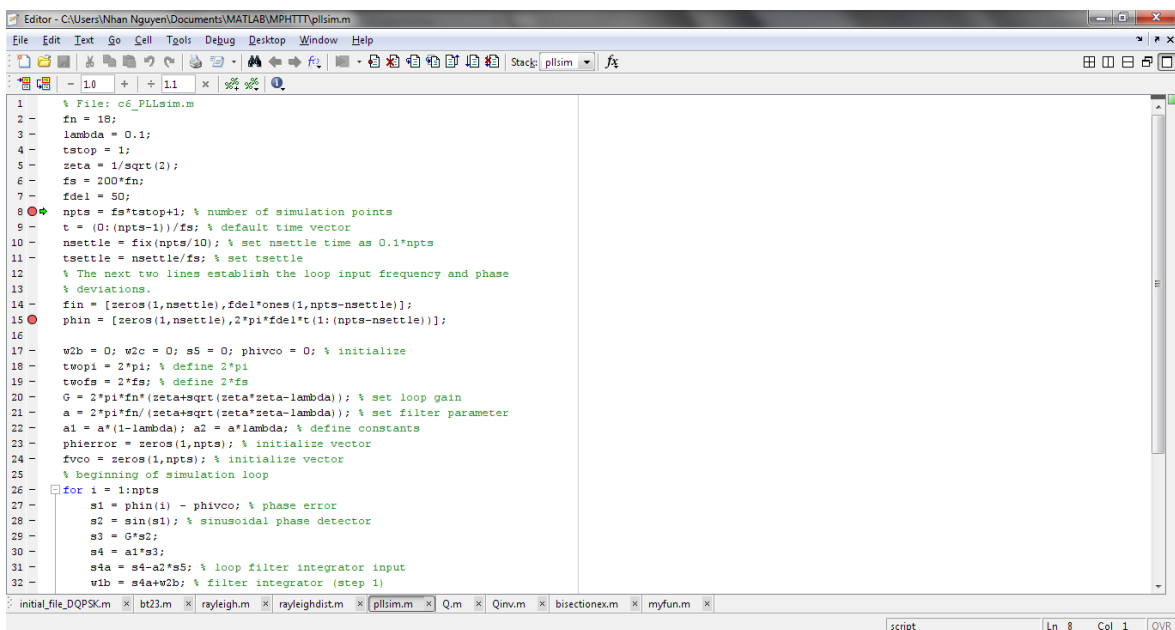 Editor - C:\Users\Nhan Nguyen\Documents\MATLAB\MPHTTT\pllsim.m
File Edit Text Go Cell Tools Debug Desktop Window Help
Stack: pllsim fx
- 1.0 + ÷ 1.1 ×
1 % File: c6_PLLsim.m
2 - fn = 18;
3 - lambda = 0.1;
4 - tstop = 1;
5 - zeta = 1/sqrt(2);
6 - fs = 200*fn;
7 - fdel = 50;
8 npts = fs*tstop+1; % number of simulation points
9 - t = (0:(npts-1))/fs; % default time vector
10 - nsettle = fix(npts/10); % set nsettle time as 0.1*npts
11 - tsettle = nsettle/fs; % set tsettle
12 % The next two lines establish the loop input frequency and phase
13 % deviations.
14 - fin = [zeros(1,nsettle),fdel*ones(1,npts-nsettle)];
15 phin = [zeros(1,nsettle),2*pi*fdel*t(1:(npts-nsettle))];
16
17 - w2b = 0; w2c = 0; s5 = 0; phivco = 0; % initialize
18 - twopi = 2*pi; % define 2*pi
19 - twofs = 2*fs; % define 2*fs
20 - G = 2*pi*fn*(zeta+sqrt(zeta*zeta-lambda)); % set loop gain
21 - a = 2*pi*fn/(zeta+sqrt(zeta*zeta-lambda)); % set filter parameter
22 - a1 = a*(1-lambda); a2 = a*lambda; % define constants
23 - phierror = zeros(1,npts); % initialize vector
24 - fvco = zeros(1,npts); % initialize vector
25 % beginning of simulation loop
26 - for i = 1:npts
27 - s1 = phin(i) - phivco; % phase error
28 - s2 = sin(s1); % sinusoidal phase detector
29 - s3 = G*s2;
30 - s4 = a1*s3;
31 - s4a = s4-a2*s5; % loop filter integrator input
32 - w1b = s4a+w2b; % filter integrator (step 1)
initial_file_DQPSK.m × bt23.m × rayleigh.m × rayleighdist.m × pllsim.m × Q.m × Qinv.m × bisectionex.m × myfun.m ×
script Ln 8 Col 1 OVR